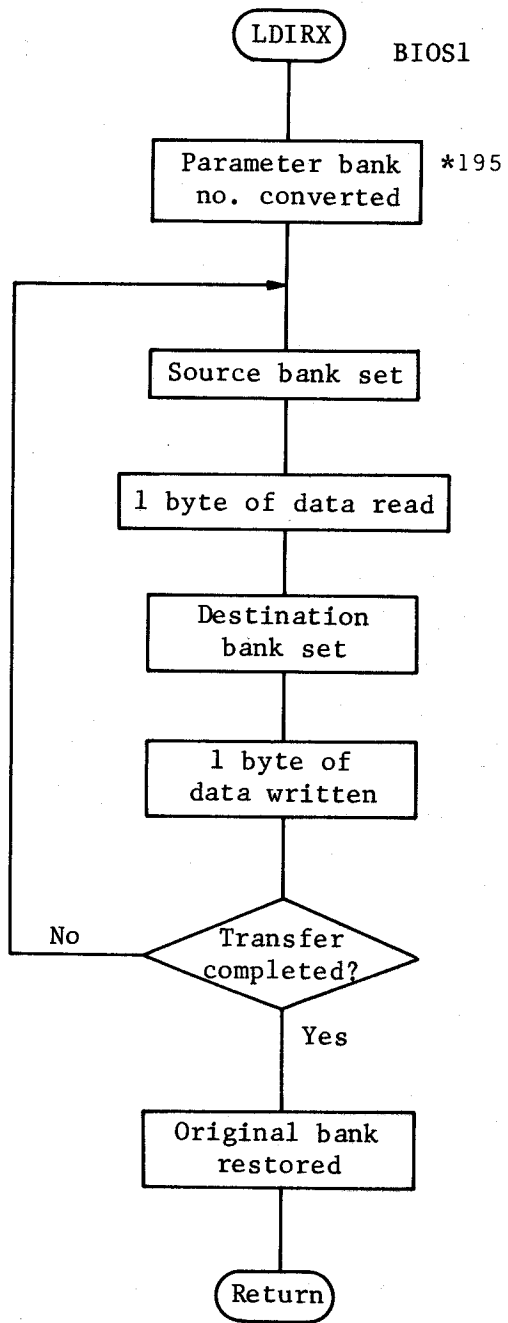 LDIRX
BIOS1
Parameter bank
no. converted
*195
Source bank set
1 byte of data read
Destination
bank set
1 byte of
data written
No
Transfer
completed?
Yes
Original bank
restored
Return